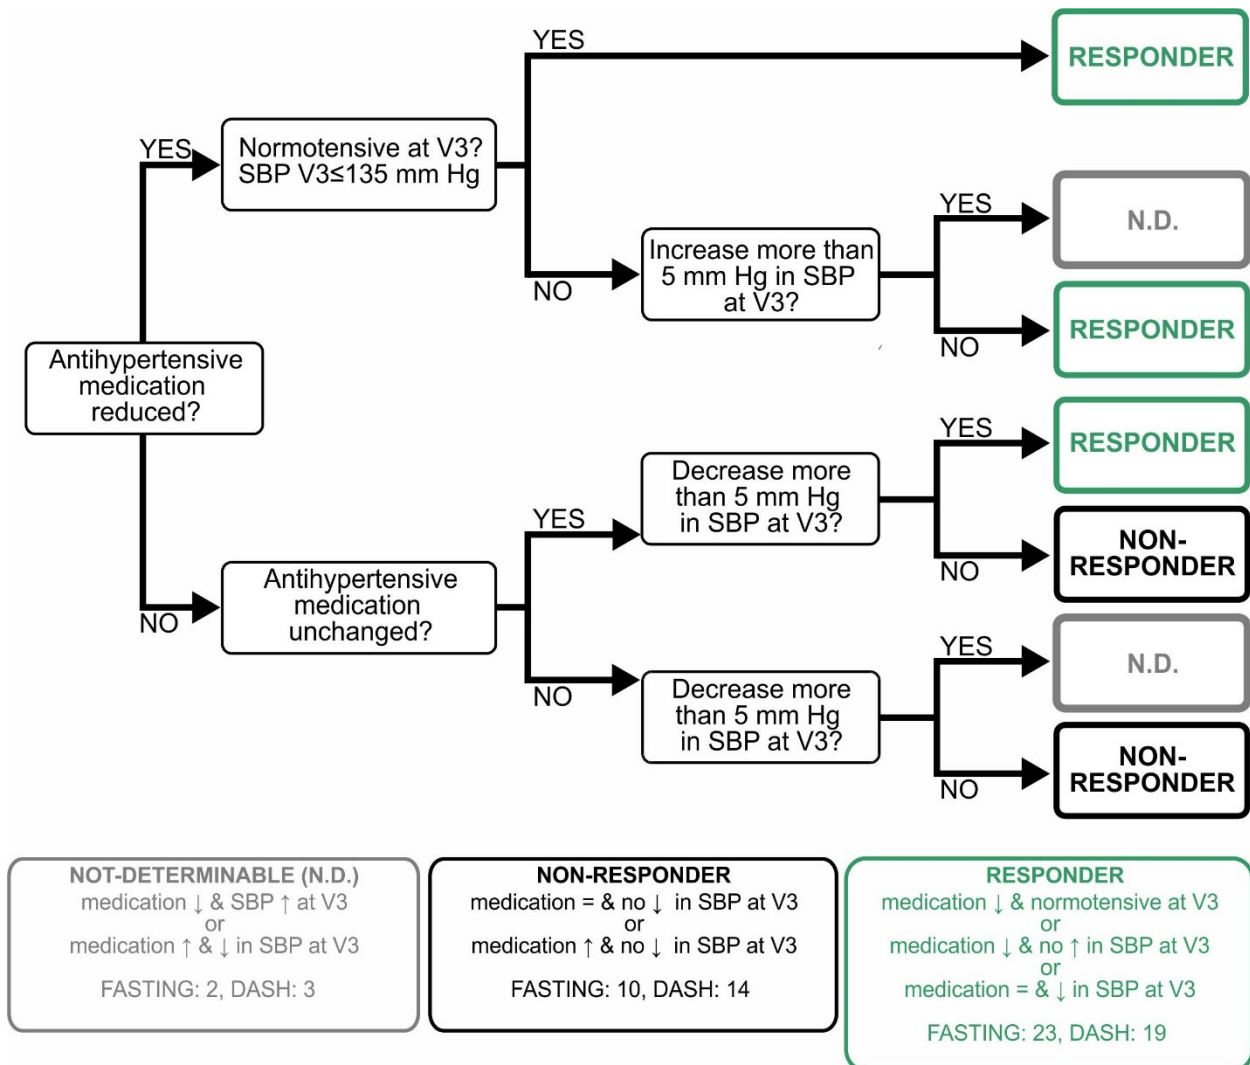 YES
RESPONDER
YES
Normotensive at V3?
SBP V3≤135 mm Hg
YES
N.D.
NO
Increase more than
5 mm Hg in SBP
at V3?
NO
RESPONDER
Antihypertensive
medication
reduced?
YES
RESPONDER
Decrease more
than 5 mm Hg
in SBP at V3?
YES
NO
NON-
RESPONDER
NO
Antihypertensive
medication
unchanged?
YES
N.D.
NO
Decrease more
than 5 mm Hg
in SBP at V3?
NO
NON-
RESPONDER
NOT-DETERMINABLE (N.D.)
medication ↓ & SBP ↑ at V3
or
medication ↑ & ↓ in SBP at V3
FASTING: 2, DASH: 3
NON-RESPONDER
medication = & no ↓ in SBP at V3
or
medication ↑ & no ↓ in SBP at V3
FASTING: 10, DASH: 14
RESPONDER
medication ↓ & normotensive at V3
or
medication ↓ & no ↑ in SBP at V3
or
medication = & ↓ in SBP at V3
FASTING: 23, DASH: 19